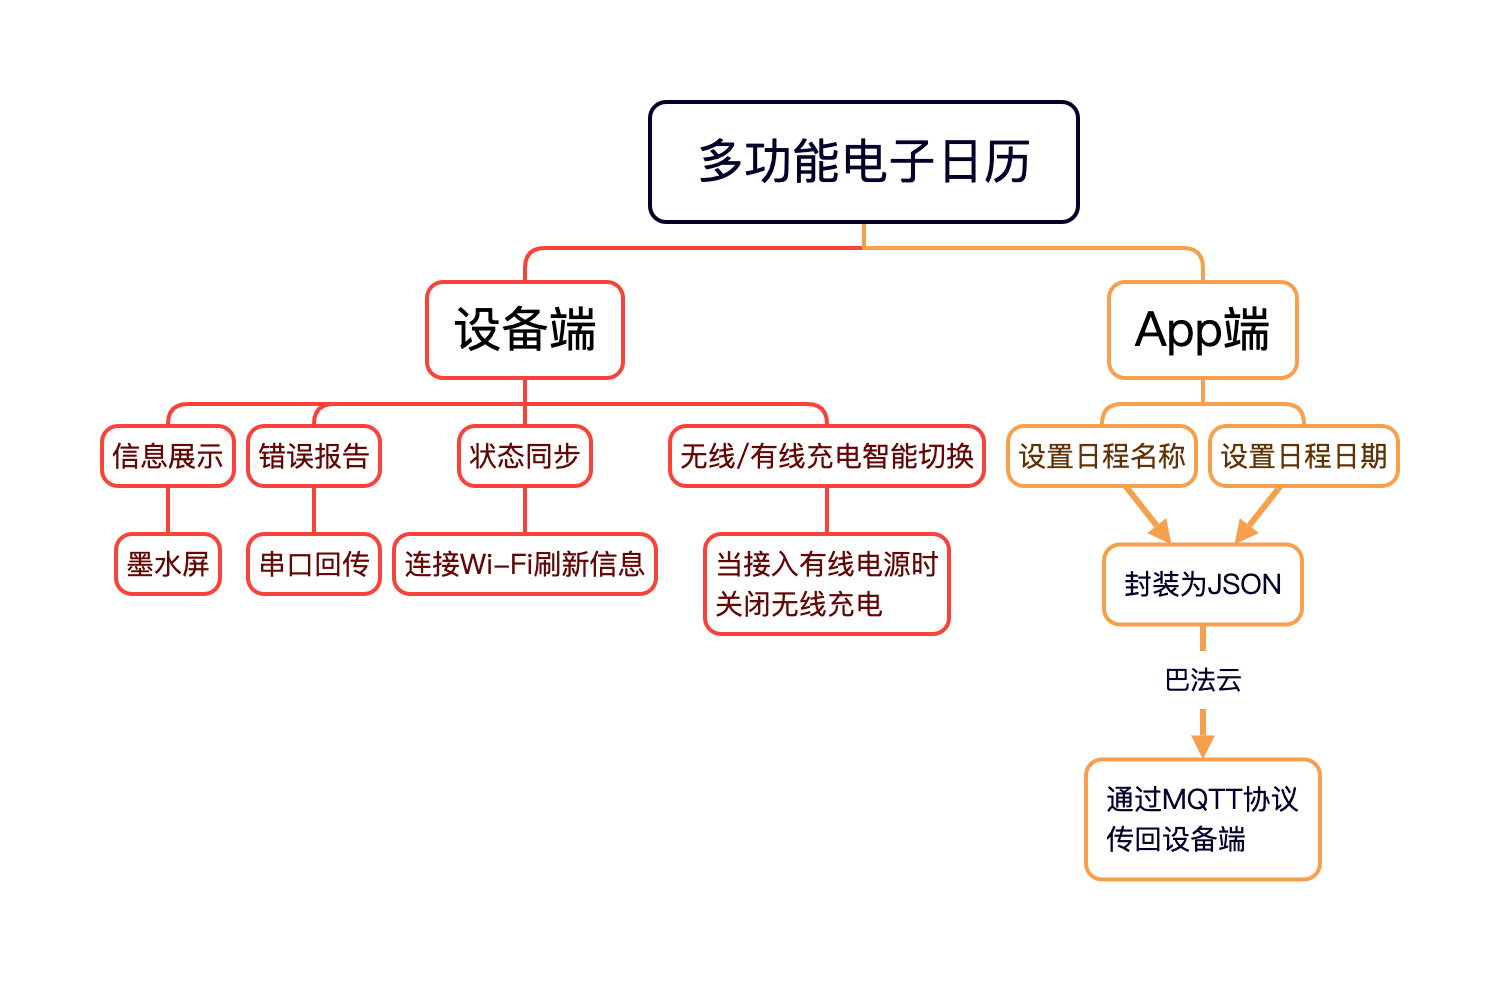 多功能电子日历
设备端
App端
信息展示
错误报告
状态同步
无线/有线充电智能切换
设置日程名称
设置日程日期
墨水屏
串口回传
连接Wi-Fi刷新信息
当接入有线电源时
关闭无线充电
封装为JSON
巴法云
通过MQTT协议
传回设备端